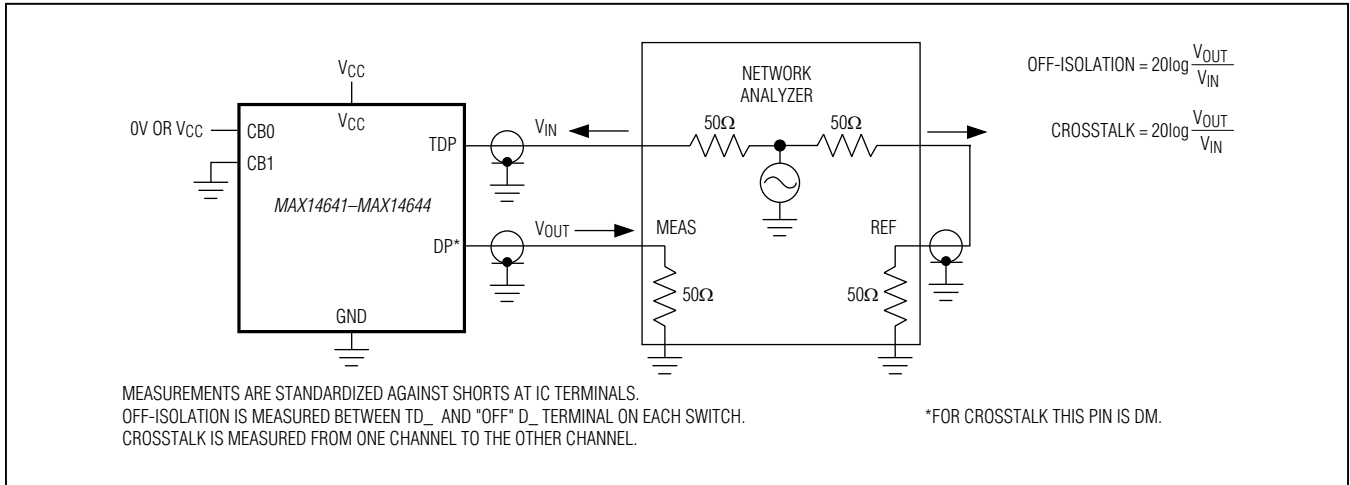 VCC
VCC
0V OR VCC
CB0
CB1
TDP
MAX14641–MAX14644
DP*
GND
VIN
VOUT
NETWORK
ANALYZER
50Ω
50Ω
MEAS
REF
50Ω
50Ω
OFF-ISOLATION = 20log VOUT
VIN
CROSSTALK = 20log VOUT
VIN
MEASUREMENTS ARE STANDARDIZED AGAINST SHORTS AT IC TERMINALS.
OFF-ISOLATION IS MEASURED BETWEEN TD_ AND "OFF" D_ TERMINAL ON EACH SWITCH.
CROSSTALK IS MEASURED FROM ONE CHANNEL TO THE OTHER CHANNEL.
*FOR CROSSTALK THIS PIN IS DM.